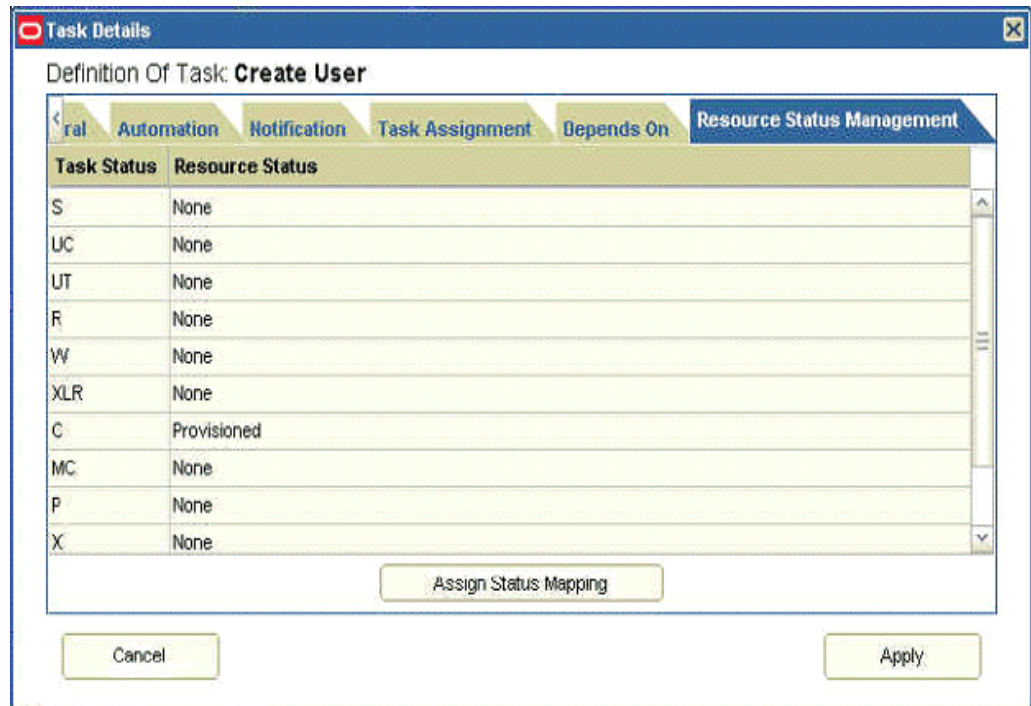 Task Details
Definition Of Task: Create User
ral Automation Notification Task Assignment Depends On Resource Status Management
Task Status Resource Status
S None
UC None
UT None
R None
W None
XLR None
C Provisioned
MC None
P None
X None
Assign Status Mapping
Cancel Apply